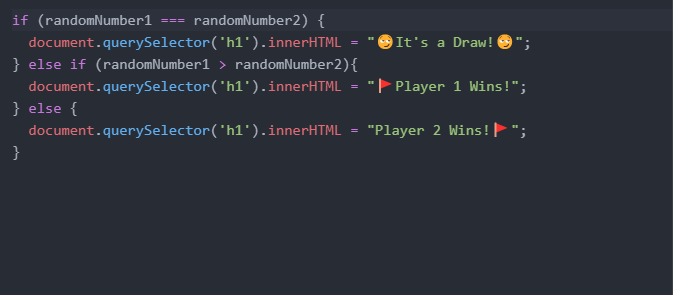 if (randomNumber1 === randomNumber2) {
  document.querySelector('h1').innerHTML = "🙄It's a Draw!🙄";
} else if (randomNumber1 > randomNumber2){
  document.querySelector('h1').innerHTML = "🚩Player 1 Wins!";
} else {
  document.querySelector('h1').innerHTML = "Player 2 Wins!🚩";
}